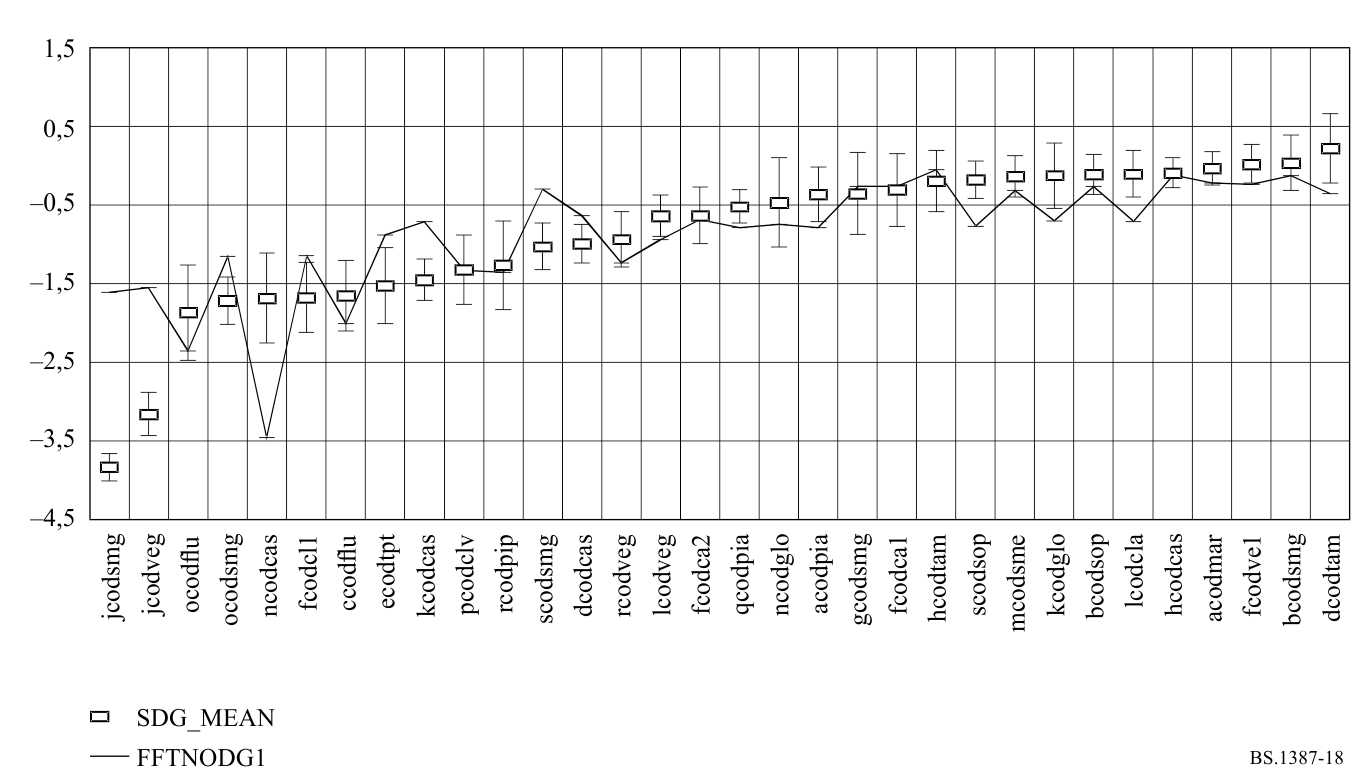 1,5
0,5
–0,5
–1,5
–2,5
–3,5
–4,5
jcodsmg
jcodveg
ocodflu
ocodsmg
ncodcas
fcodcl1
ccodflu
ecodtpt
kcodcas
pcodclv
rcodpip
scodsmg
dcodcas
rcodveg
lcodveg
fcodca2
qcodpia
ncodglo
acodpia
gcodsmg
fcodca1
hcodtam
scodsop
mcodsme
kcodglo
bcodsop
lcodcla
hcodcas
acodmar
fcodve1
bcodsmg
dcodtam
SDG_MEAN
FFTNODG1
BS.1387-18